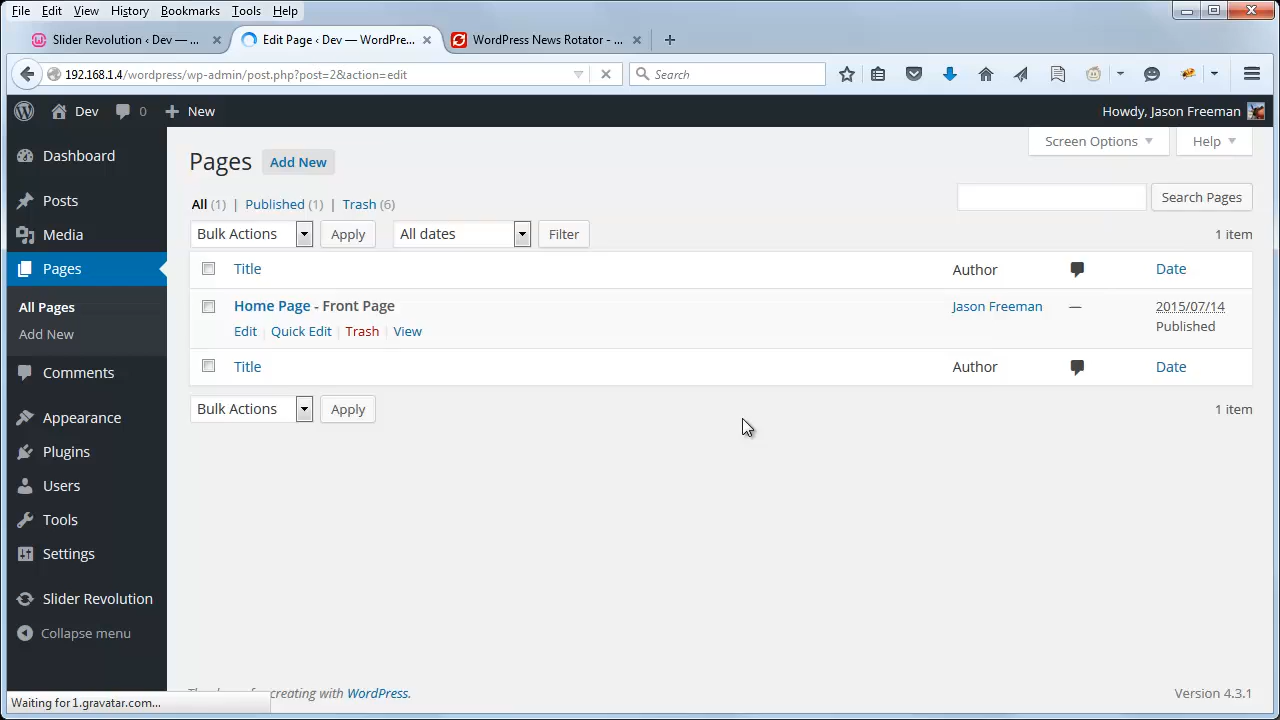 File Edit View History Bookmarks Tools Help
Slider Revolution ‹ Dev — ... Edit Page ‹ Dev — WordPre... WordPress News Rotator - ...
192.168.1.4/wordpress/wp-admin/post.php?post=2&action=edit Search
Dev 0 New Howdy, Jason Freeman
Screen Options Help
Dashboard
Pages Add New
Posts
All (1) | Published (1) | Trash (6) Search Pages
Media
Bulk Actions Apply All dates Filter 1 item
Pages
Title Author Date
All Pages
Home Page - Front Page Jason Freeman — 2015/07/14
Add New
Edit | Quick Edit | Trash | View Published
Comments
Title Author Date
Appearance
Bulk Actions Apply 1 item
Plugins
Users
Tools
Settings
Slider Revolution
Collapse menu
creating with WordPress. Version 4.3.1
Waiting for 1.gravatar.com...